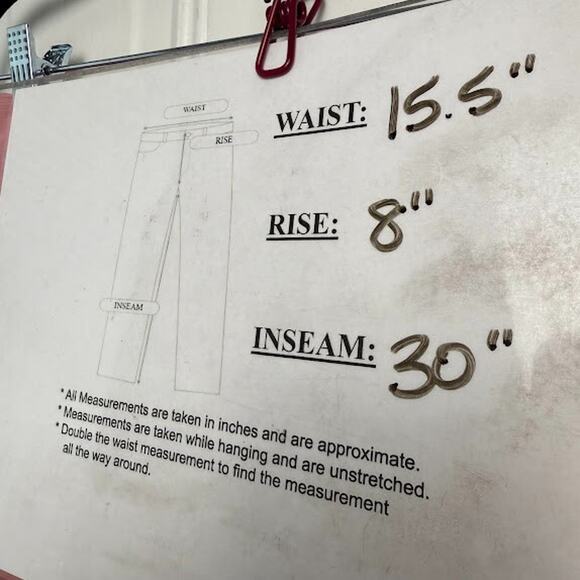 WAIST
RISE
INSEAM
WAIST: 15.5"
RISE: 8"
INSEAM: 30"
* All Measurements are taken in inches and are approximate.
* Measurements are taken while hanging and are unstretched.
* Double the waist measurement to find the measurement
all the way around.